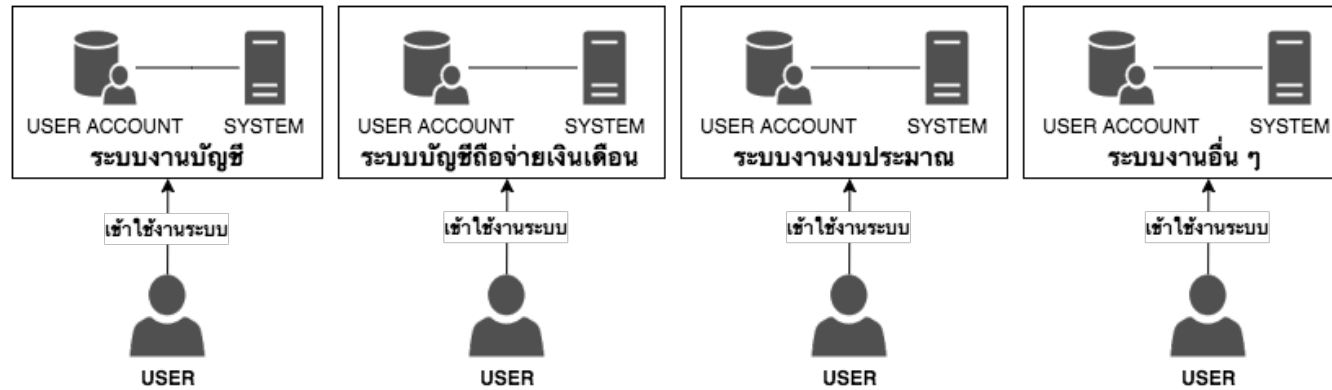 USER ACCOUNT SYSTEM
ระบบงานบัญชี
เข้าใช้งานระบบ
USER
USER ACCOUNT SYSTEM
ระบบบัญชีถือจ่ายเงินเดือน
เข้าใช้งานระบบ
USER
USER ACCOUNT SYSTEM
ระบบงานงบประมาณ
เข้าใช้งานระบบ
USER
USER ACCOUNT SYSTEM
ระบบงานอื่น ๆ
เข้าใช้งานระบบ
USER